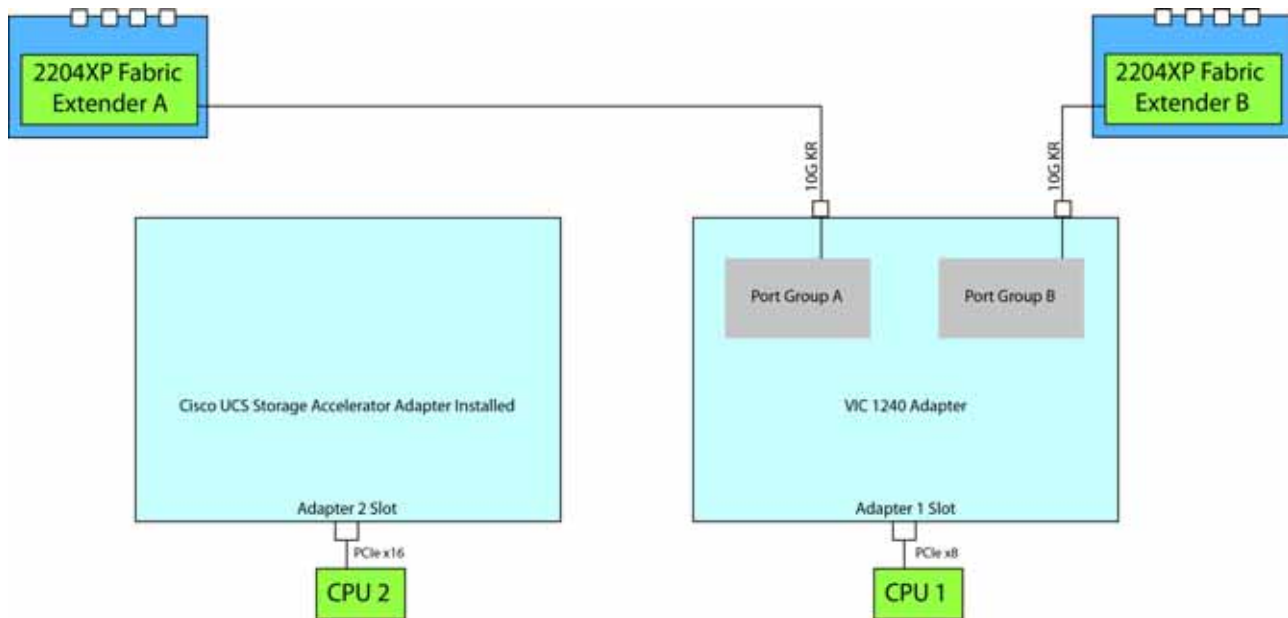 2204XP Fabric
Extender A
2204XP Fabric
Extender B
10G KR
10G KR
Port Group A
Port Group B
Cisco UCS Storage Accelerator Adapter Installed
VIC 1240 Adapter
Adapter 2 Slot
Adapter 1 Slot
PCIe x16
PCIe x8
CPU 2
CPU 1